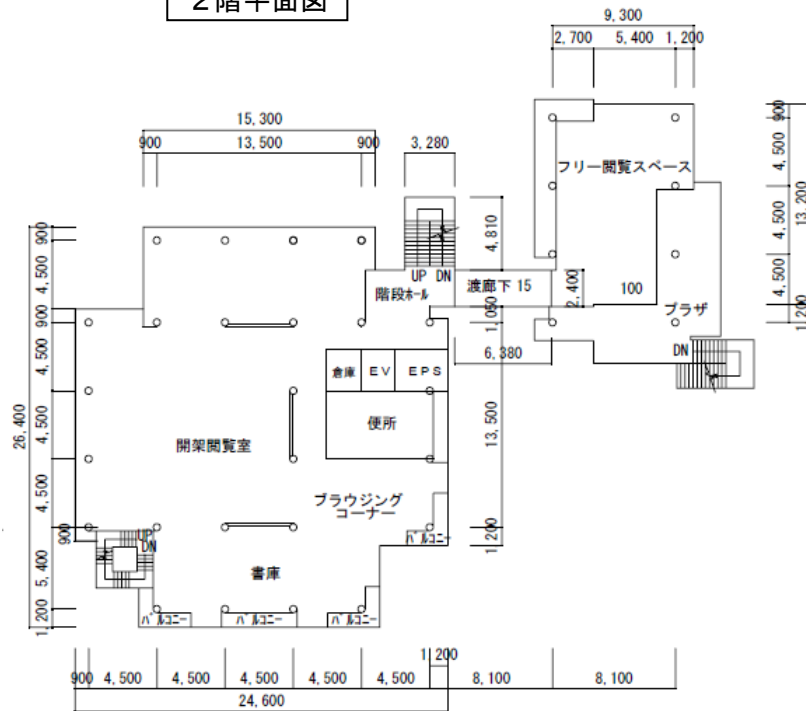 2階平面図
9,300
2,700 5,400 1,200
15,300
900 13,500 900
3,280
900
4,500
900
4,500
26,400
4,500
4,500
900
5,400
1,200
4,810
1,050
13,500
1,200
2,400
6,380
900
4,500
4,500
13,200
4,500
1,200
フリー閲覧スペース
UP DN
階段ホール
渡廊下 15
100
プラザ
DN
倉庫 EV EPS
便所
開架閲覧室
ブラウジング
コーナー
UP
DN
書庫
バルコニー
バルコニー バルコニー バルコニー
1,200
900 4,500 4,500 4,500 4,500 4,500 8,100 8,100
24,600